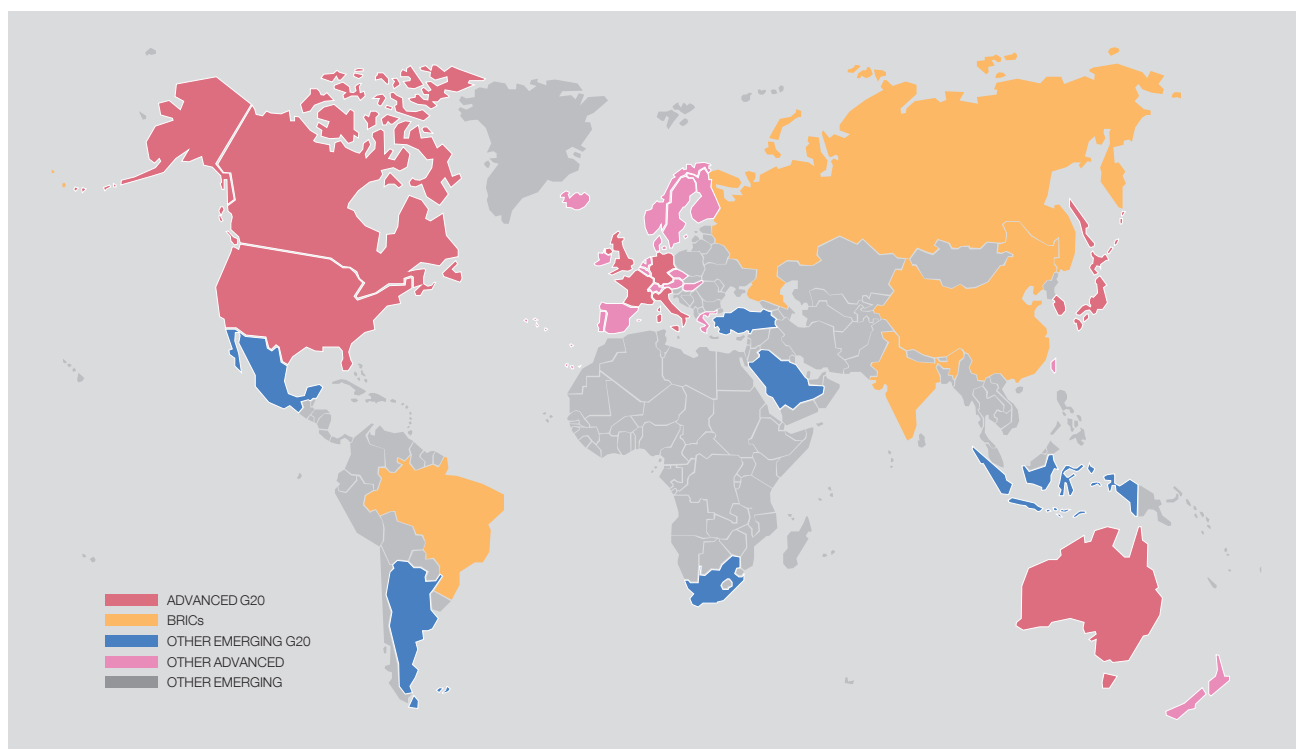 ADVANCED G20
BRICs
OTHER EMERGING G20
OTHER ADVANCED
OTHER EMERGING